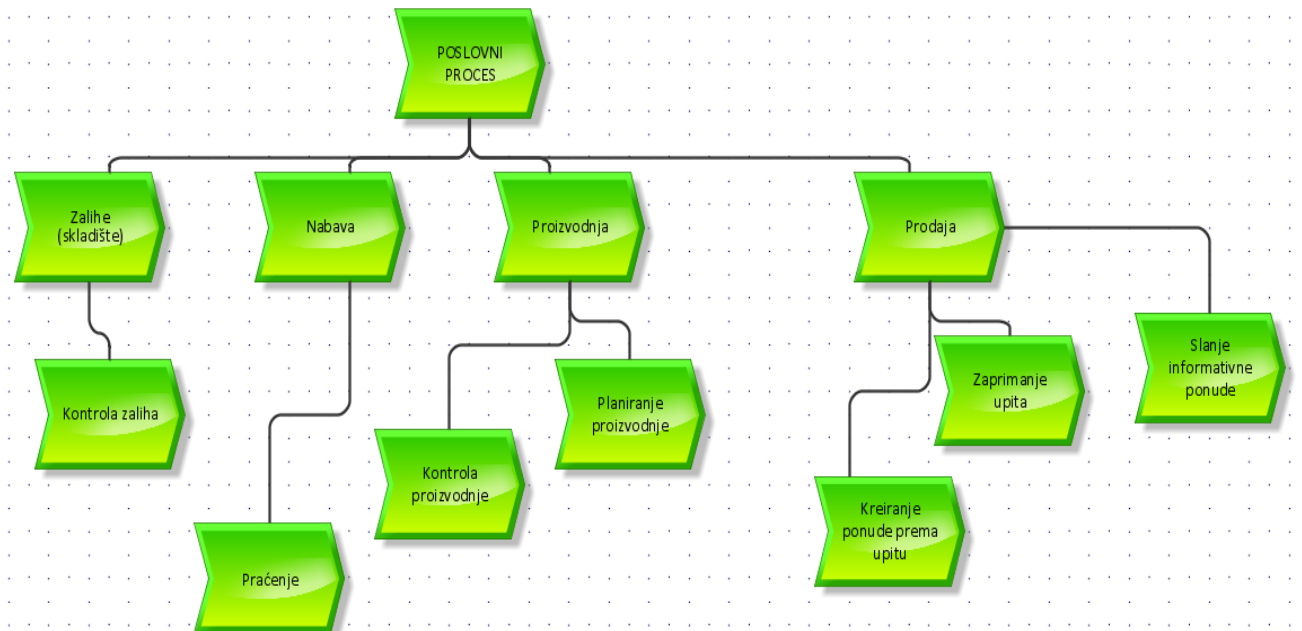 POSLOVNI
PROCES
Zalihe
(skladište)
Nabava
Proizvodnja
Prodaja
Kontrola zaliha
Praćenje
Kontrola
proizvodnje
Planiranje
proizvodnje
Kreiranje
ponude prema
upitu
Zaprimanje
upita
Slanje
informativne
ponude